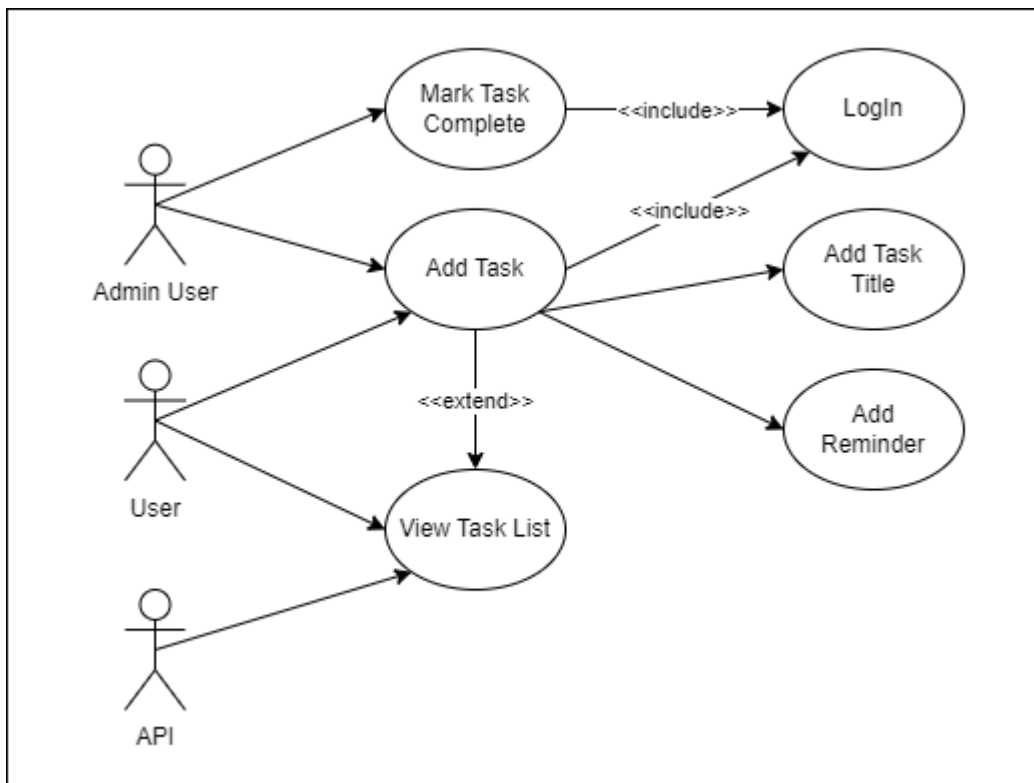 Mark Task
Complete
<<include>>
LogIn
Admin User
Add Task
<<include>>
Add Task
Title
User
<<extend>>
Add
Reminder
View Task List
API